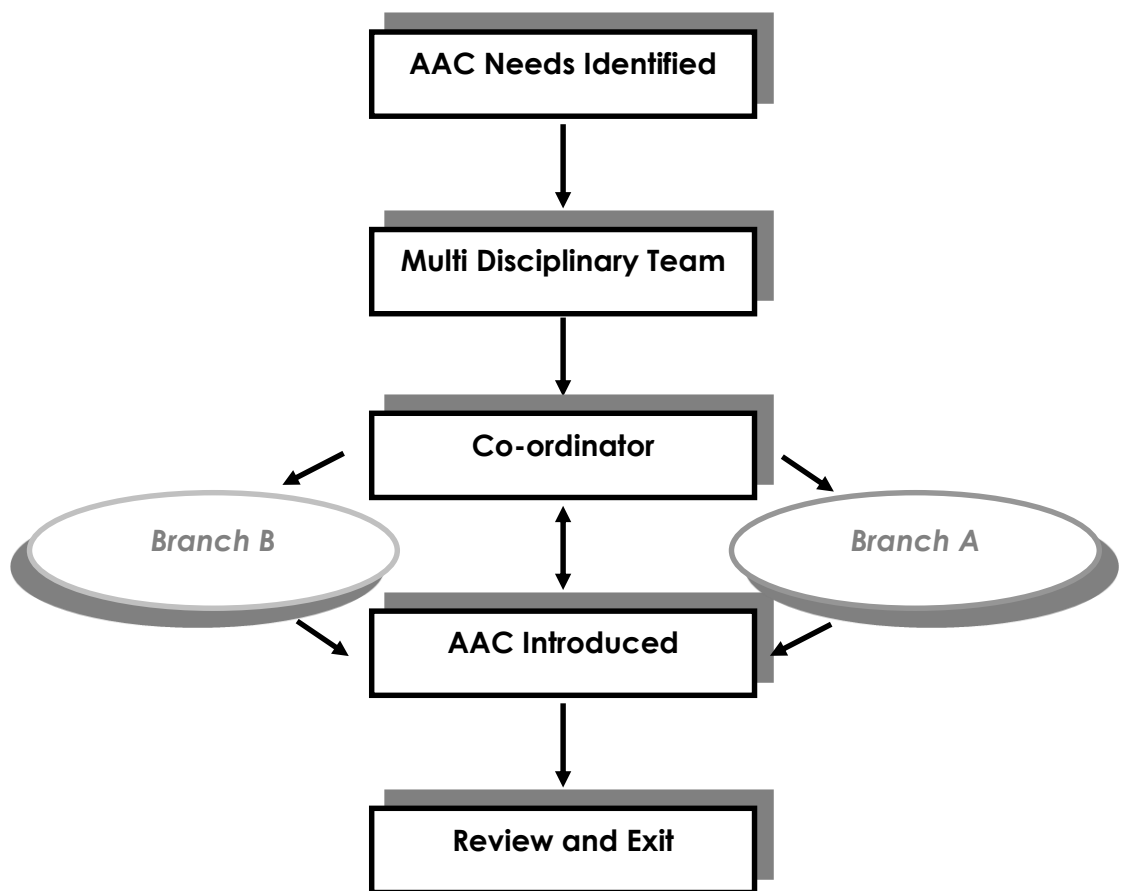 AAC Needs Identified
Multi Disciplinary Team
Co-ordinator
Branch B
Branch A
AAC Introduced
Review and Exit